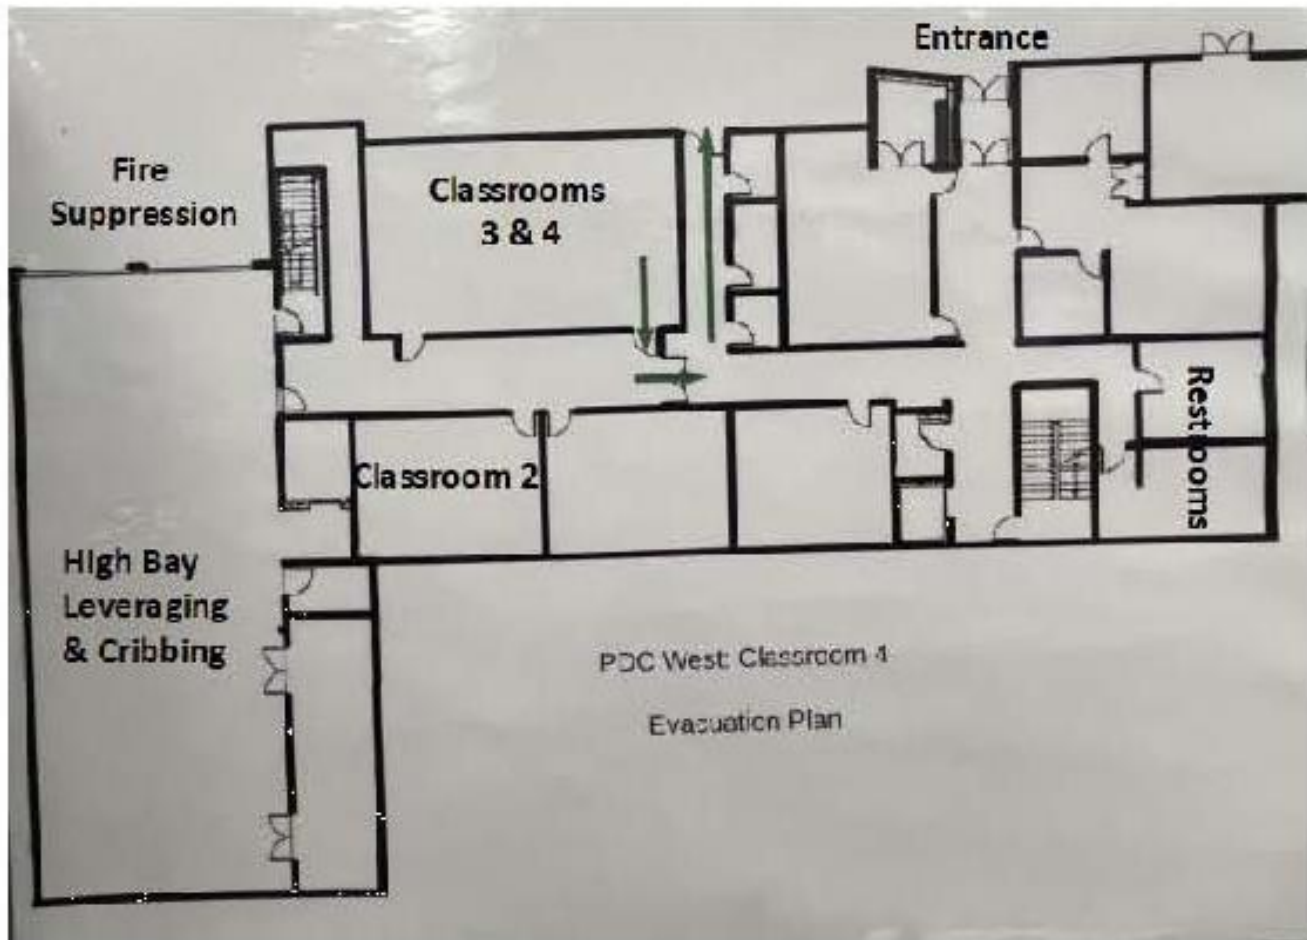 Entrance
Fire
Suppression
Classrooms
3 & 4
Classroom 2
Restrooms
HIgh Bay
Leveraging
& Cribbing
PDC West: Classroom 4
Evacuation Plan